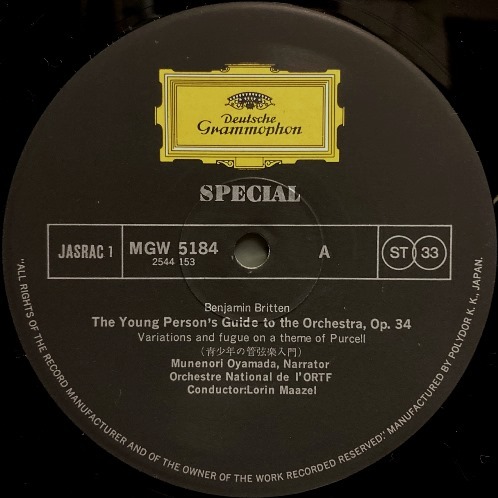 Deutsche
Grammophon
SPECIAL
JASRAC 1
MGW 5184
2544 153
A
ST 33
Benjamin Britten
The Young Person's Guide to the Orchestra, Op. 34
Variations and fugue on a theme of Purcell
(青少年の管弦楽入門)
Munenori Oyamada, Narrator
Orchestre National de l'ORTF
Conductor:Lorin Maazel
"ALL RIGHTS OF THE RECORD MANUFACTURER AND OF THE OWNER OF THE WORK RECORDED RESERVED." MANUFACTURED BY POLYDOR K. K., JAPAN.